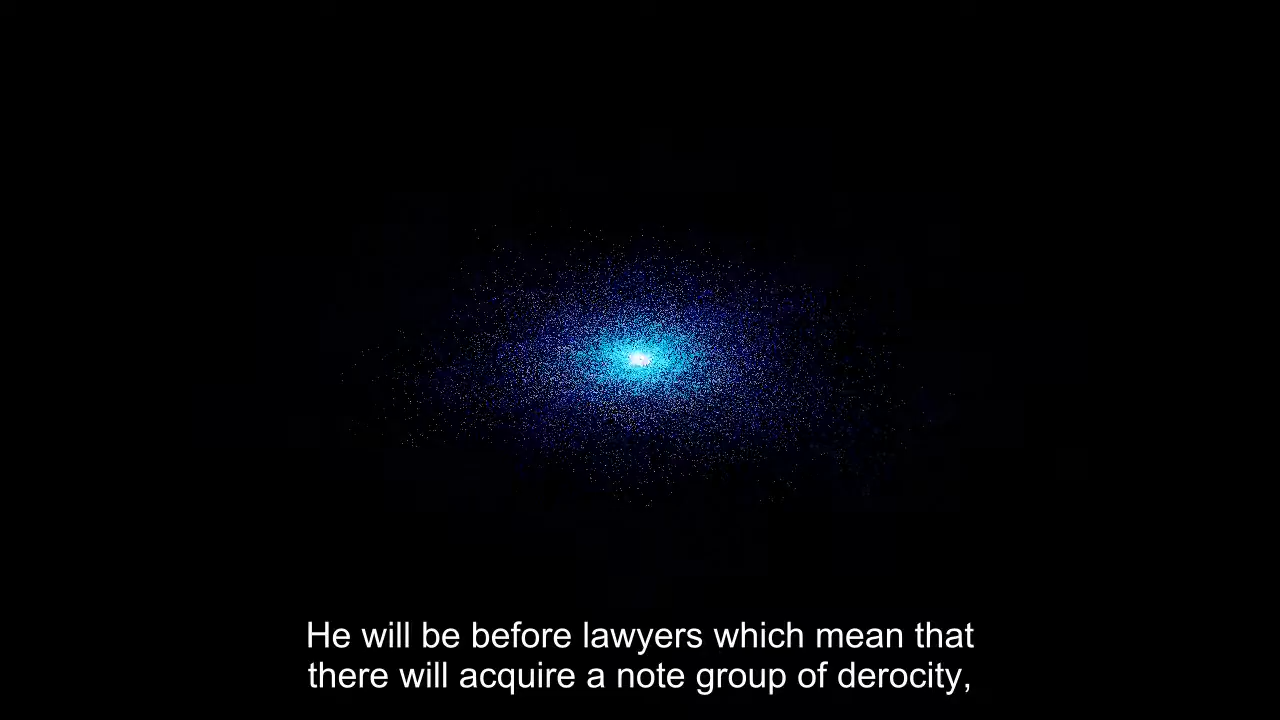 He will be before lawyers which mean that
there will acquire a note group of derocity,